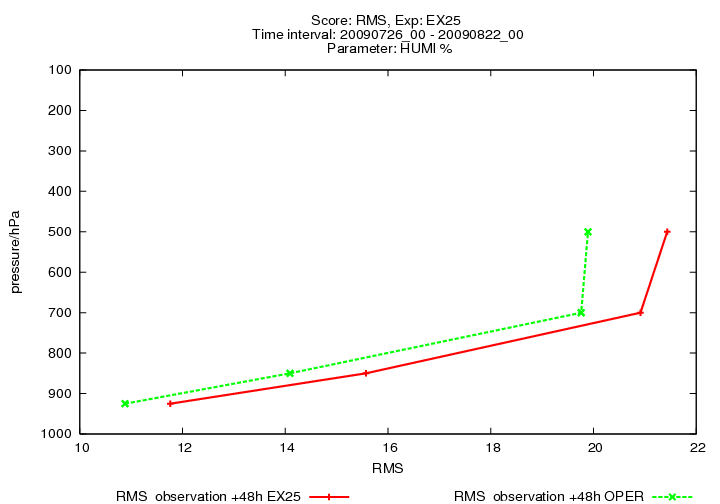 Score: RMS, Exp: EX25
Time interval: 20090726_00 - 20090822_00
Parameter: HUMI %
100
200
300
400
500
600
700
800
900
1000
pressure/hPa
10 12 14 16 18 20 22
RMS
RMS observation +48h EX25
RMS observation +48h OPER